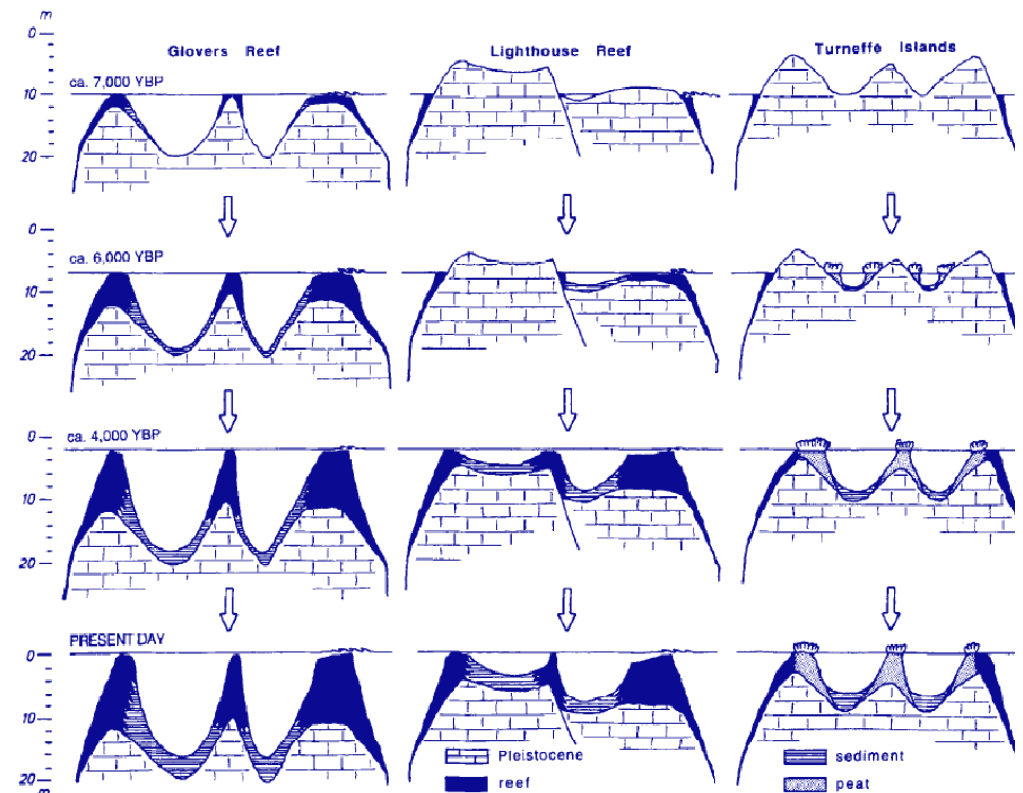 m
0
Glovers Reef
Lighthouse Reef
Turneffe Islands
ca. 7,000 YBP
10
20
0
ca. 6,000 YBP
10
20
0
ca. 4,000 YBP
10
20
PRESENT DAY
0
10
20
m
Pleistocene
reef
sediment
peat